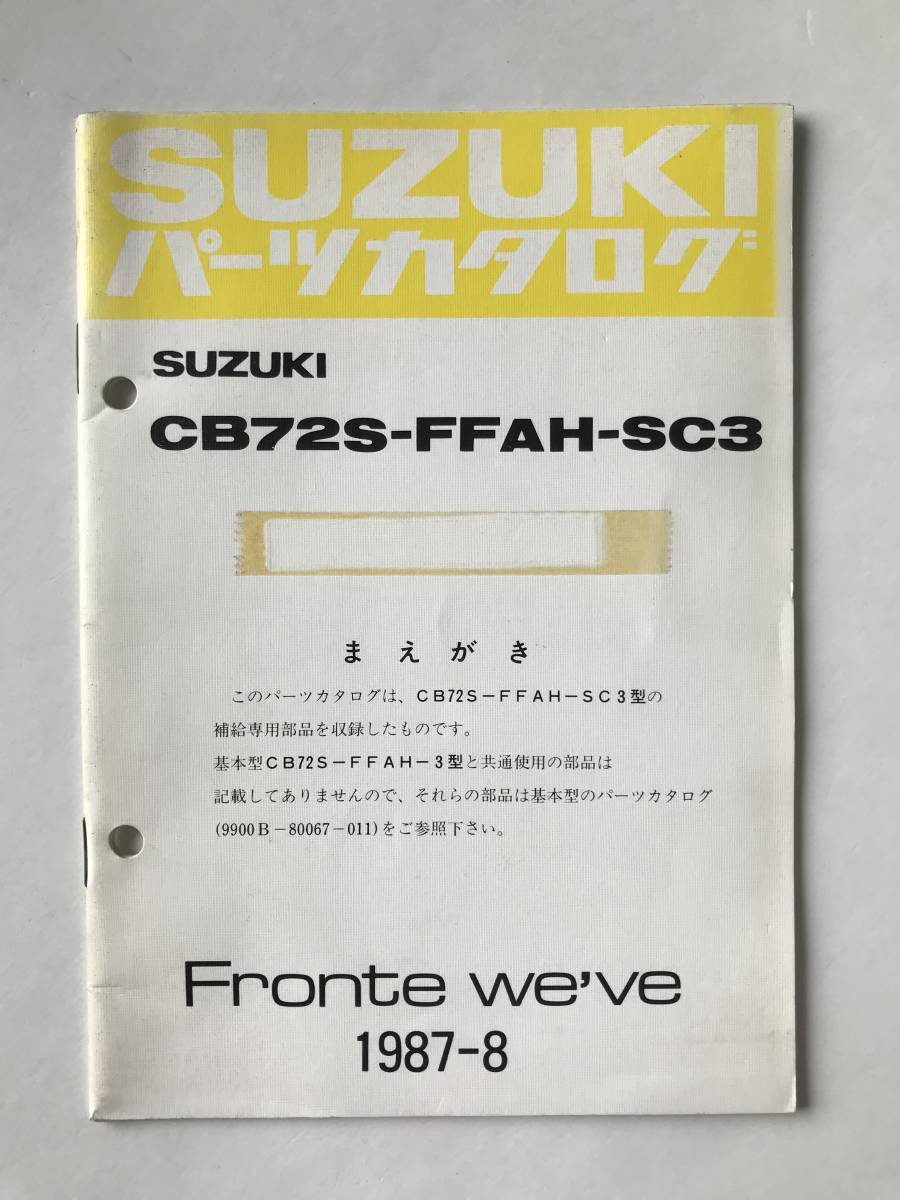 SUZUKI
パーツカタログ
SUZUKI
CB72S-FFAH-SC3
まえがき
このパーツカタログは、CB72S-FFAH-SC3型の
補給専用部品を収録したものです。
基本型CB72S-FFAH-3型と共通使用の部品は
記載してありませんので、それらの部品は基本型のパーツカタログ
(9900B-80067-011)をご参照下さい。
Fronte we've
1987-8